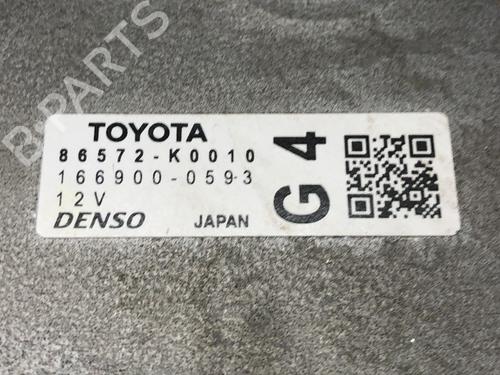 TOYOTA
86572-K0010
166900-0593
12V
DENSO JAPAN
G4
B-PARTS